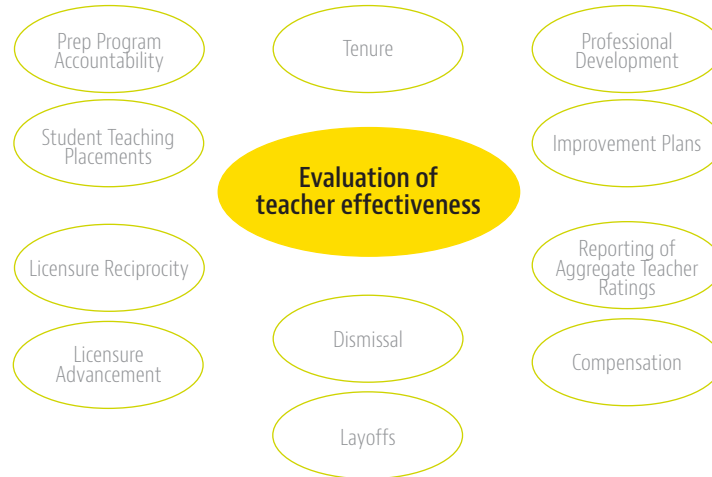 Prep Program
Accountability
Tenure
Professional
Development
Student Teaching
Placements
Improvement Plans
Evaluation of
teacher effectiveness
Licensure Reciprocity
Reporting of
Aggregate Teacher
Ratings
Dismissal
Licensure
Advancement
Compensation
Layoffs